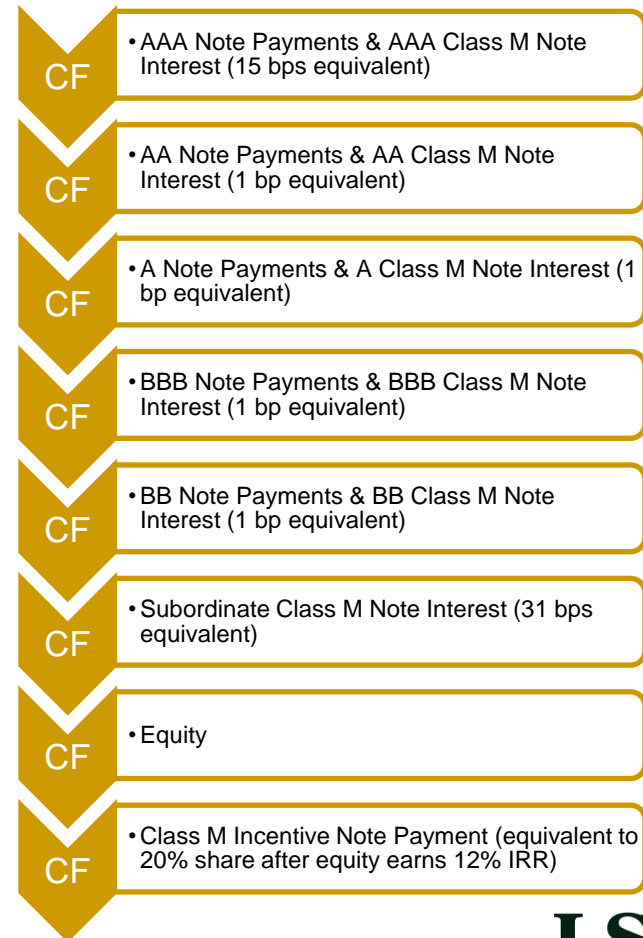 CF
• AAA Note Payments & AAA Class M Note
Interest (15 bps equivalent)
CF
• AA Note Payments & AA Class M Note
Interest (1 bp equivalent)
CF
• A Note Payments & A Class M Note Interest (1
bp equivalent)
CF
• BBB Note Payments & BBB Class M Note
Interest (1 bp equivalent)
CF
• BB Note Payments & BB Class M Note
Interest (1 bp equivalent)
CF
• Subordinate Class M Note Interest (31 bps
equivalent)
CF
• Equity
CF
• Class M Incentive Note Payment (equivalent to
20% share after equity earns 12% IRR)